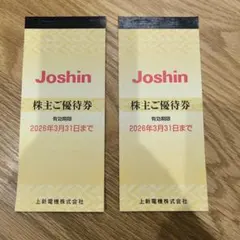 Joshin
株主ご優待券
有効期限
2026年3月31日まで
上新電機株式会社
Joshin
株主ご優待券
有効期限
2026年3月31日まで
上新電機株式会社